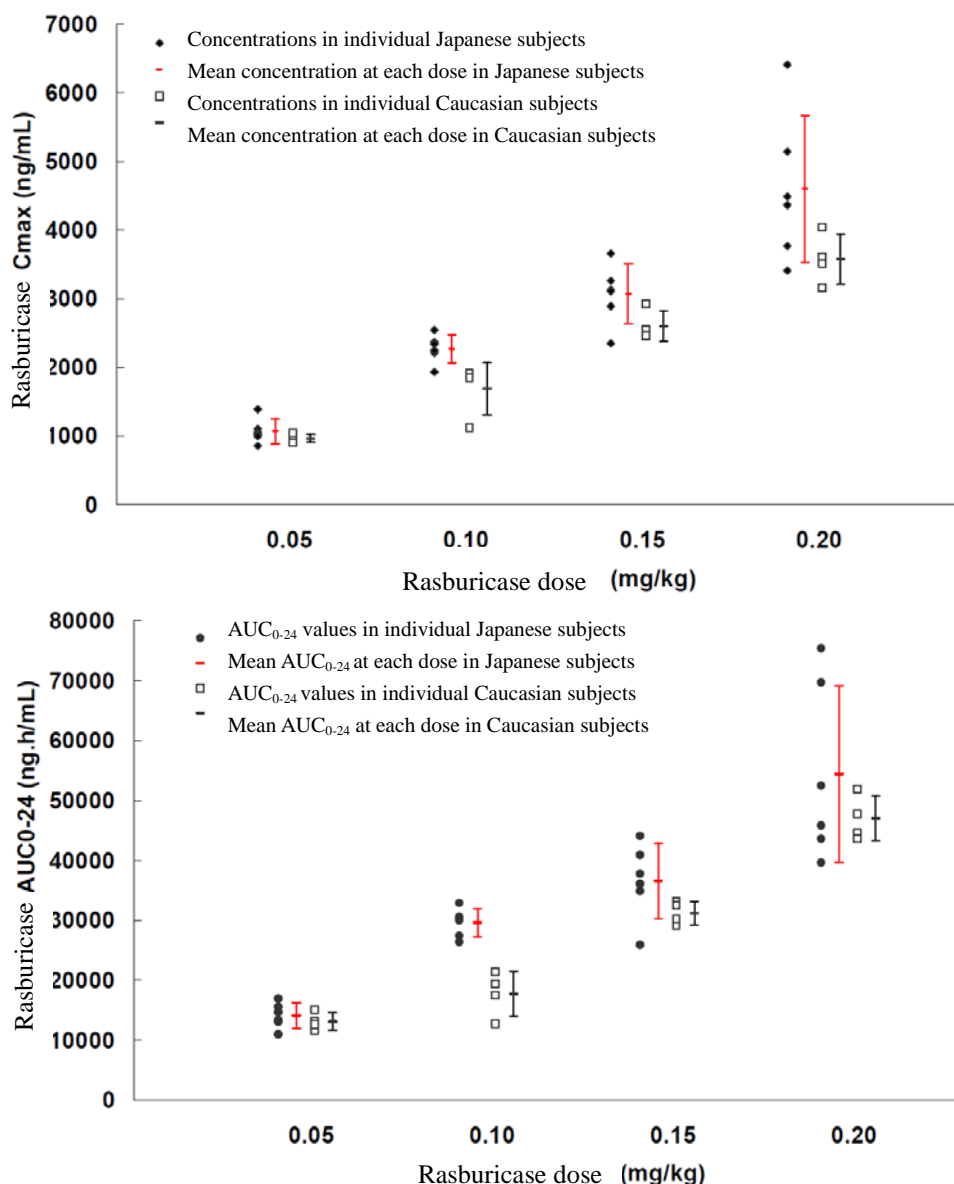 7000
6000
5000
4000
3000
2000
1000
0
Rasburicase Cmax (ng/mL)
Concentrations in individual Japanese subjects
Mean concentration at each dose in Japanese subjects
Concentrations in individual Caucasian subjects
Mean concentration at each dose in Caucasian subjects
0.05 0.10 0.15 0.20
Rasburicase dose (mg/kg)
80000
70000
60000
50000
40000
30000
20000
10000
0
Rasburicase AUC0-24 (ng.h/mL)
AUC₀₋₂₄ values in individual Japanese subjects
Mean AUC₀₋₂₄ at each dose in Japanese subjects
AUC₀₋₂₄ values in individual Caucasian subjects
Mean AUC₀₋₂₄ at each dose in Caucasian subjects
0.05 0.10 0.15 0.20
Rasburicase dose (mg/kg)